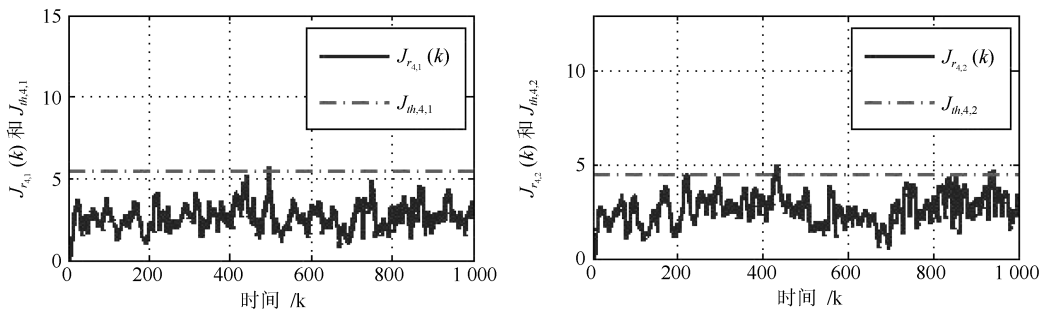 15
10
5
0
J_{r_{4,1}} (k) 和 J_{th,4,1}
J_{r_{4,1}} (k)
J_{th,4,1}
0 200 400 600 800 1 000
时间 /k
10
5
0
J_{r_{4,2}} (k) 和 J_{th,4,2}
J_{r_{4,2}} (k)
J_{th,4,2}
0 200 400 600 800 1 000
时间 /k